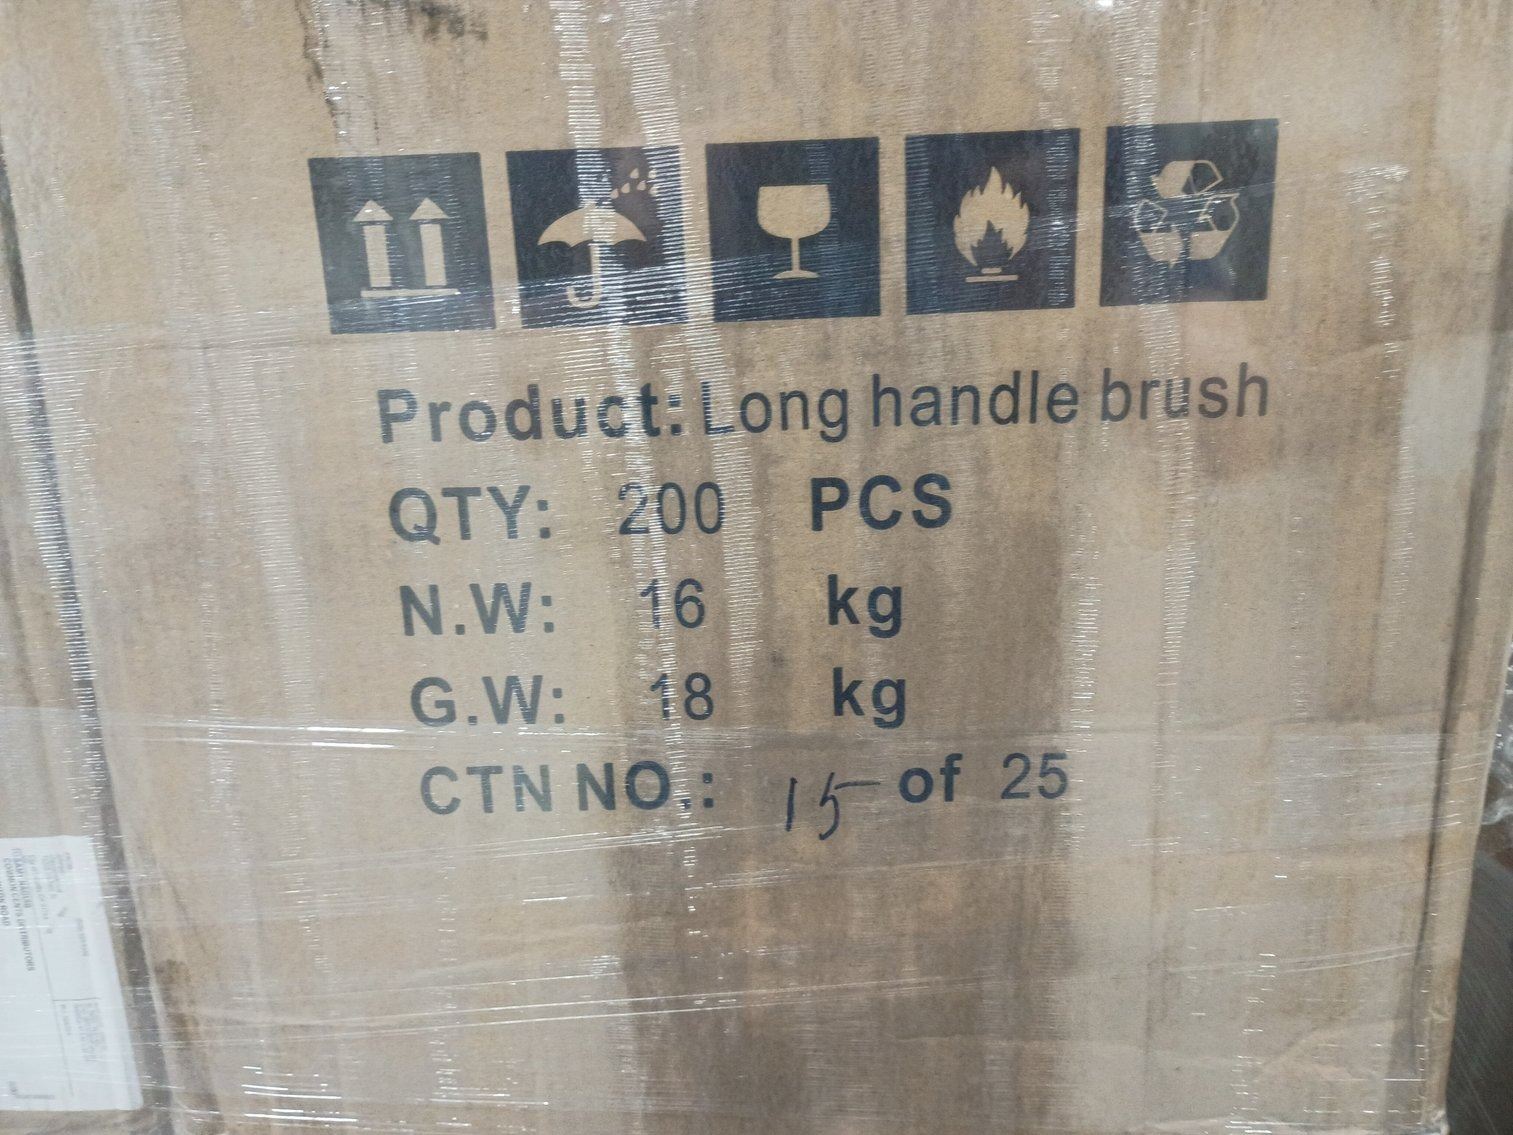 Product: Long handle brush
QTY: 200 PCS
N.W: 16 kg
G.W: 18 kg
CTN NO.: 15 of 25